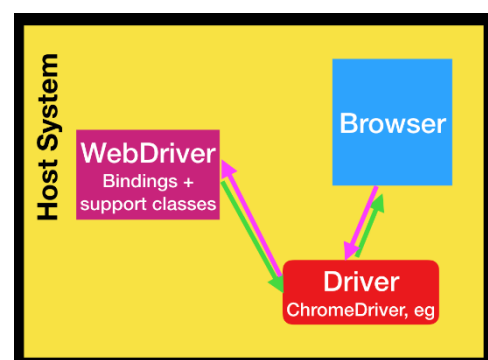 Host System
WebDriver
Bindings +
support classes
Browser
Driver
ChromeDriver, eg